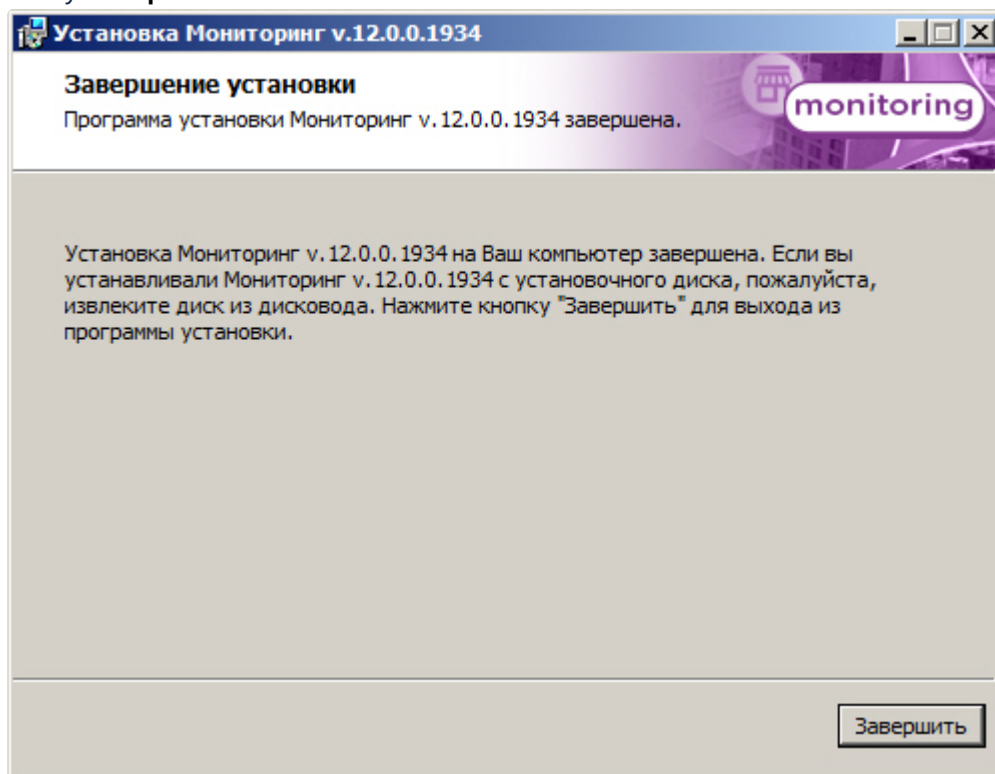 Установка Мониторинг v.12.0.0.1934
Завершение установки
Программа установки Мониторинг v.12.0.0.1934 завершена.
monitoring
Установка Мониторинг v.12.0.0.1934 на Ваш компьютер завершена. Если вы
устанавливали Мониторинг v.12.0.0.1934 с установочного диска, пожалуйста,
извлеките диск из дисковода. Нажмите кнопку "Завершить" для выхода из
программы установки.
Завершить